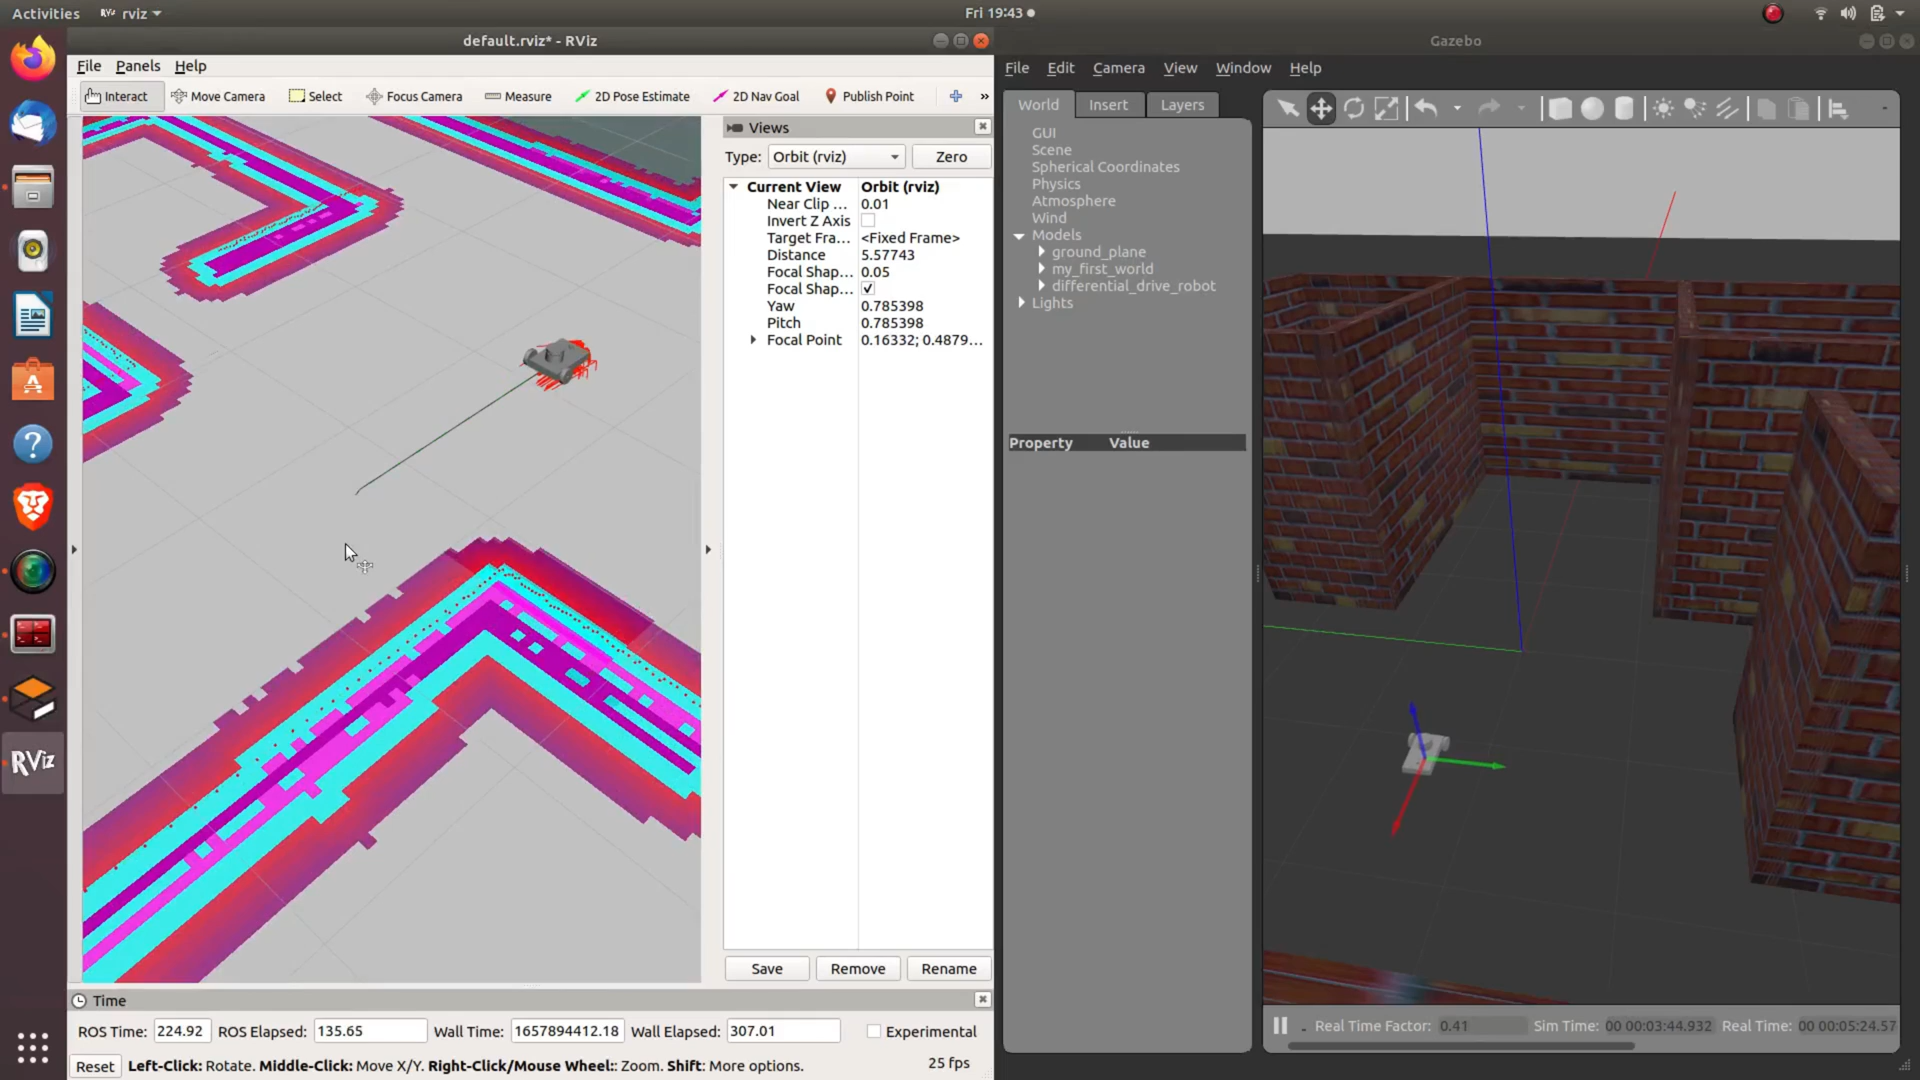 Activities
rviz
Fri 19:43
default.rviz* - RViz
File Panels Help
Interact Move Camera Select Focus Camera Measure 2D Pose Estimate 2D Nav Goal Publish Point »
Views
Type: Orbit (rviz) Zero
Current View Orbit (rviz)
Near Clip … 0.01
Invert Z Axis
Target Fra… <Fixed Frame>
Distance 5.57743
Focal Shap… 0.05
Focal Shap… ✓
Yaw 0.785398
Pitch 0.785398
Focal Point 0.16332; 0.4879…
Save Remove Rename
Time
ROS Time: 224.92 ROS Elapsed: 135.65 Wall Time: 1657894412.18 Wall Elapsed: 307.01 Experimental
Reset Left-Click: Rotate. Middle-Click: Move X/Y. Right-Click/Mouse Wheel:: Zoom. Shift: More options. 25 fps
RViz
Gazebo
File Edit Camera View Window Help
World Insert Layers
GUI
Scene
Spherical Coordinates
Physics
Atmosphere
Wind
Models
ground_plane
my_first_world
differential_drive_robot
Lights
Property Value
Real Time Factor: 0.41 Sim Time: 00 00:03:44.932 Real Time: 00 00:05:24.57